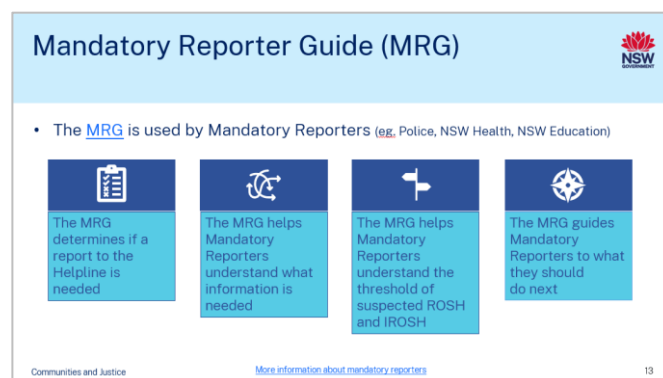 Mandatory Reporter Guide (MRG)
NSW
GOVERNMENT
• The MRG is used by Mandatory Reporters (eg, Police, NSW Health, NSW Education)
The MRG
determines if a
report to the
Helpline is
needed
The MRG helps
Mandatory
Reporters
understand what
information is
needed
The MRG helps
Mandatory
Reporters
understand the
threshold of
suspected ROSH
and IROSH
The MRG guides
Mandatory
Reporters to what
they should
do next
Communities and Justice
More information about mandatory reporters
13